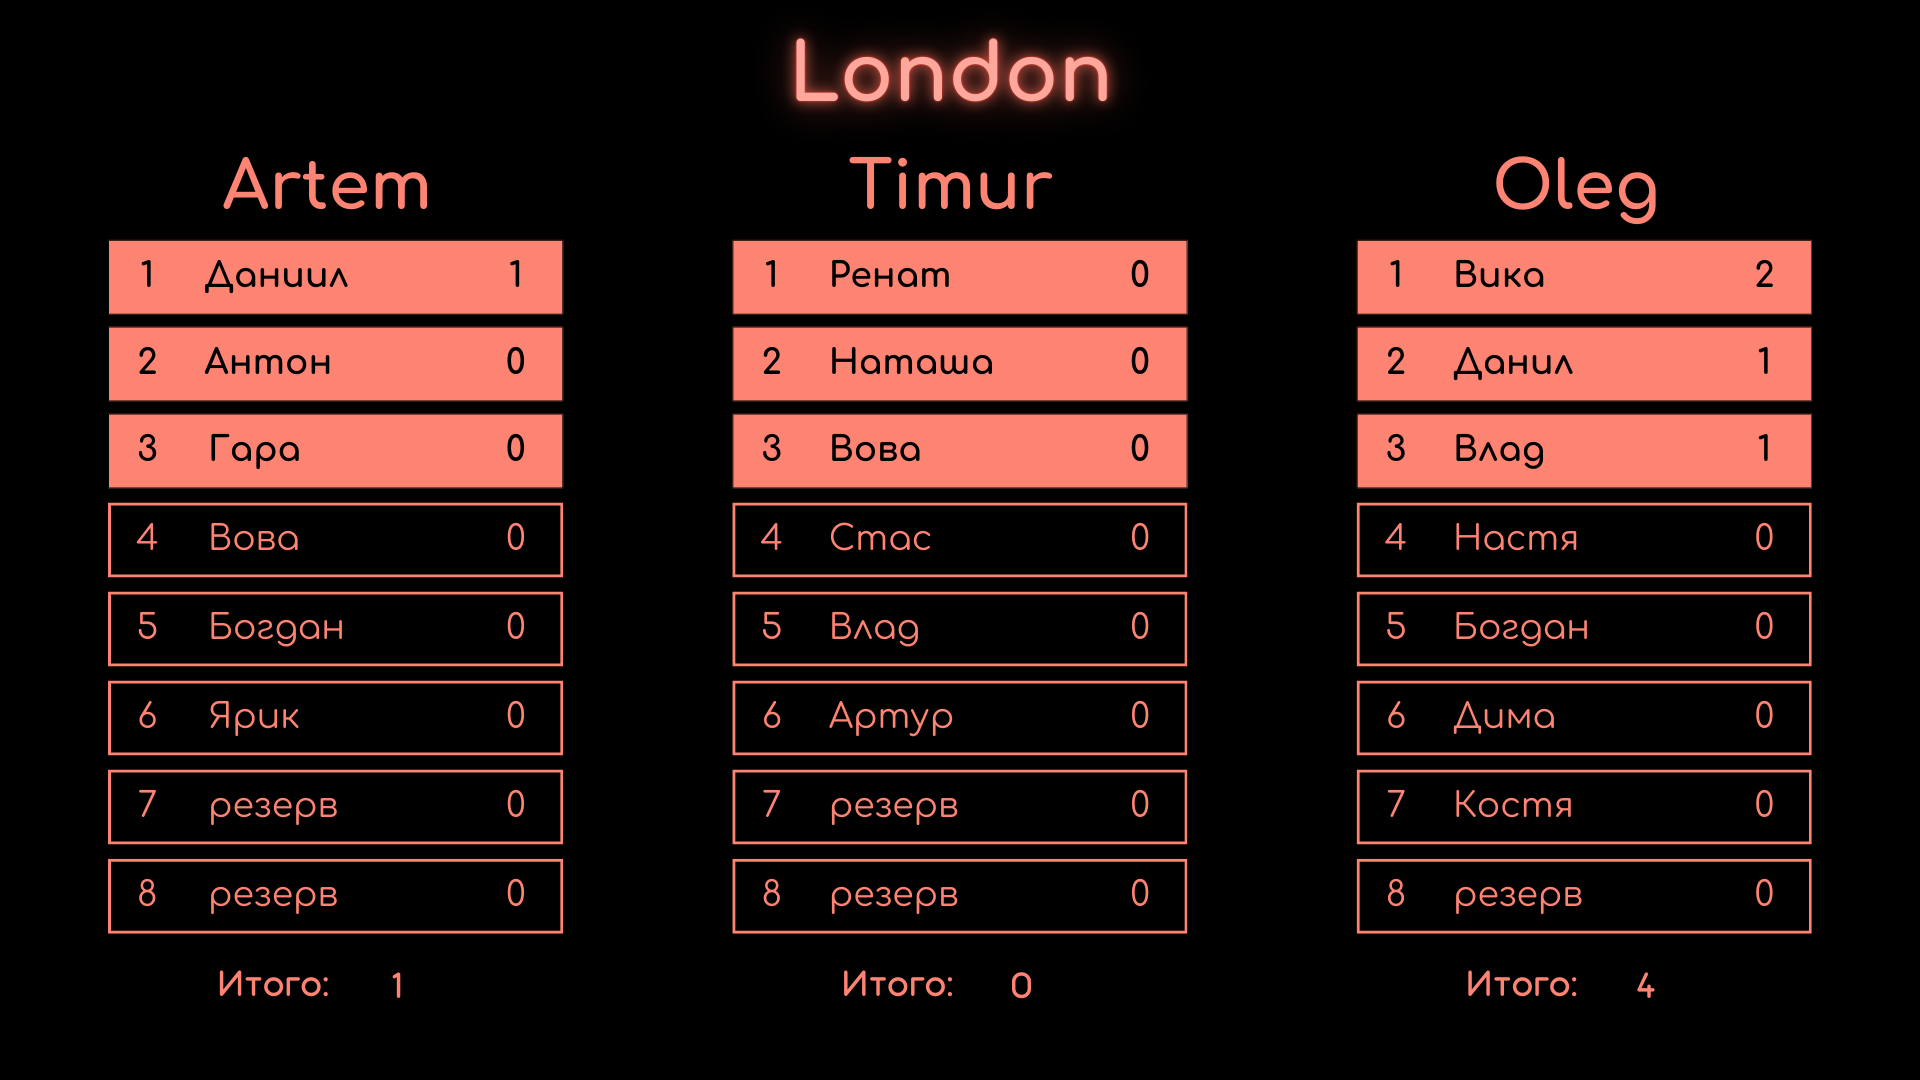 London
Artem
1 Даниил 1
2 Антон 0
3 Гара 0
4 Вова 0
5 Богдан 0
6 Ярик 0
7 резерв 0
8 резерв 0
Итого: 1
Timur
1 Ренат 0
2 Наташа 0
3 Вова 0
4 Стас 0
5 Влад 0
6 Артур 0
7 резерв 0
8 резерв 0
Итого: 0
Oleg
1 Вика 2
2 Данил 1
3 Влад 1
4 Настя 0
5 Богдан 0
6 Дима 0
7 Костя 0
8 резерв 0
Итого: 4